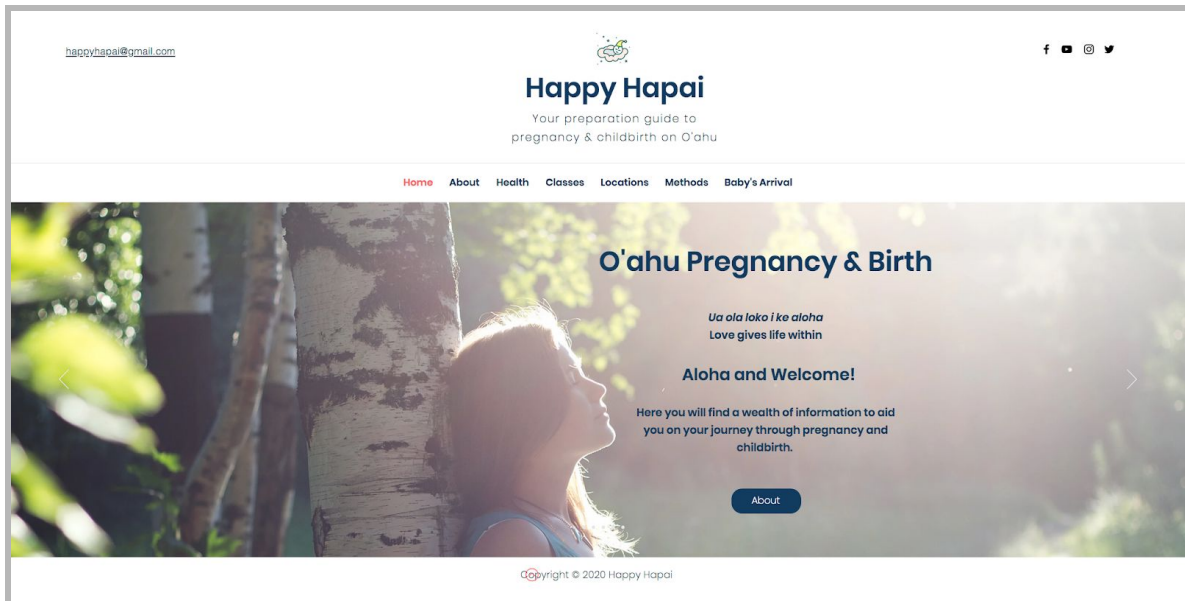 happyhapai@gmail.com
Happy Hapai
Your preparation guide to
pregnancy & childbirth on O'ahu
Home About Health Classes Locations Methods Baby's Arrival
O'ahu Pregnancy & Birth
Ua ola loko i ke aloha
Love gives life within
Aloha and Welcome!
Here you will find a wealth of information to aid
you on your journey through pregnancy and
childbirth.
About
Copyright © 2020 Happy Hapai